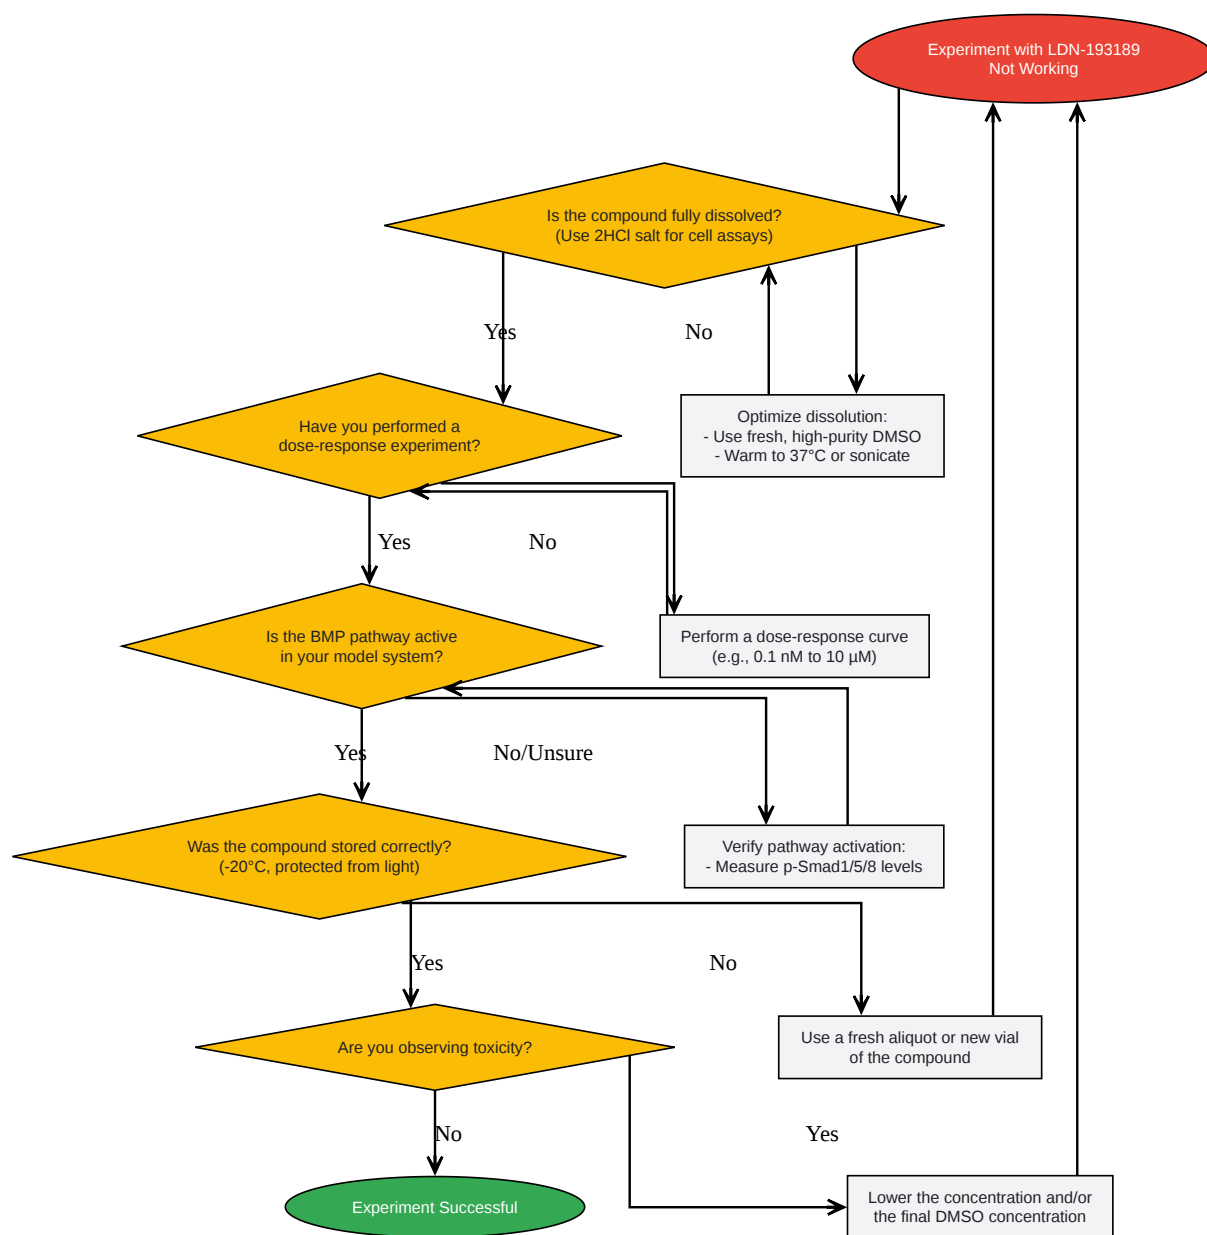 Experiment with LDN-193189
Not Working
Is the compound fully dissolved?
(Use 2HCl salt for cell assays)
Yes
No
Optimize dissolution:
- Use fresh, high-purity DMSO
- Warm to 37°C or sonicate
Have you performed a
dose-response experiment?
Yes
No
Perform a dose-response curve
(e.g., 0.1 nM to 10 µM)
Is the BMP pathway active
in your model system?
Yes
No/Unsure
Verify pathway activation:
- Measure p-Smad1/5/8 levels
Was the compound stored correctly?
(-20°C, protected from light)
Yes
No
Use a fresh aliquot or new vial
of the compound
Are you observing toxicity?
No
Yes
Experiment Successful
Lower the concentration and/or
the final DMSO concentration